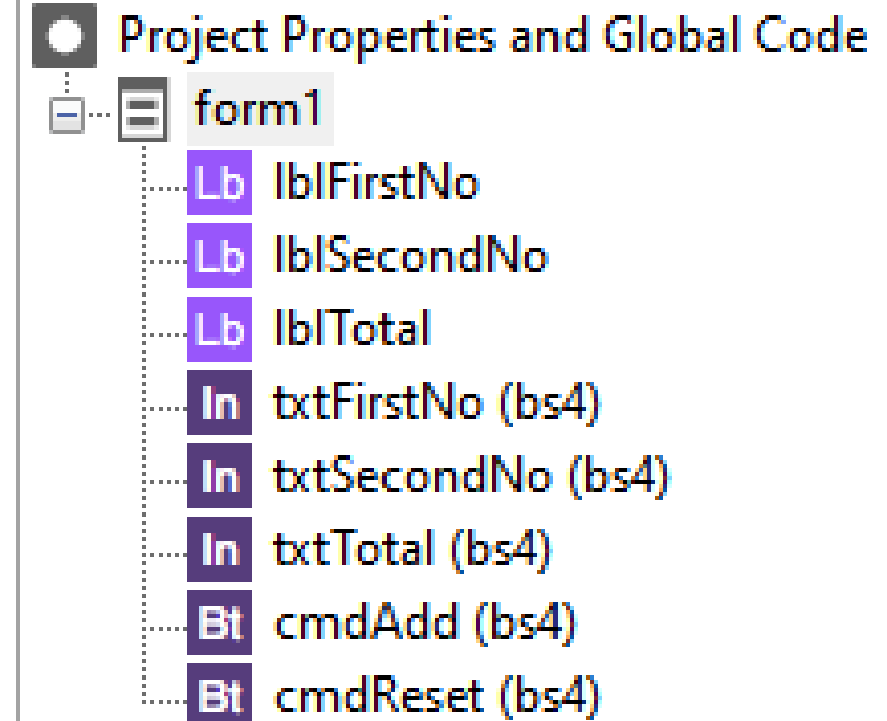 Project Properties and Global Code
form1
Lb lblFirstNo
Lb lblSecondNo
Lb lblTotal
In txtFirstNo (bs4)
In txtSecondNo (bs4)
In txtTotal (bs4)
Bt cmdAdd (bs4)
Bt cmdReset (bs4)